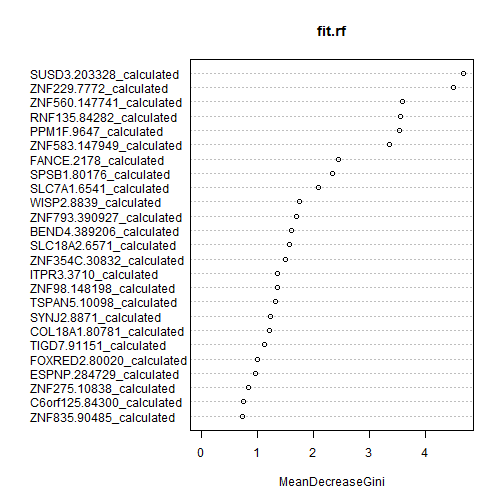 fit.rf
SUSD3.203328_calculated
ZNF229.7772_calculated
ZNF560.147741_calculated
RNF135.84282_calculated
PPM1F.9647_calculated
ZNF583.147949_calculated
FANCE.2178_calculated
SPSB1.80176_calculated
SLC7A1.6541_calculated
WISP2.8839_calculated
ZNF793.390927_calculated
BEND4.389206_calculated
SLC18A2.6571_calculated
ZNF354C.30832_calculated
ITPR3.3710_calculated
ZNF98.148198_calculated
TSPAN5.10098_calculated
SYNJ2.8871_calculated
COL18A1.80781_calculated
TIGD7.91151_calculated
FOXRED2.80020_calculated
ESPNP.284729_calculated
ZNF275.10838_calculated
C6orf125.84300_calculated
ZNF835.90485_calculated
0 1 2 3 4
MeanDecreaseGini